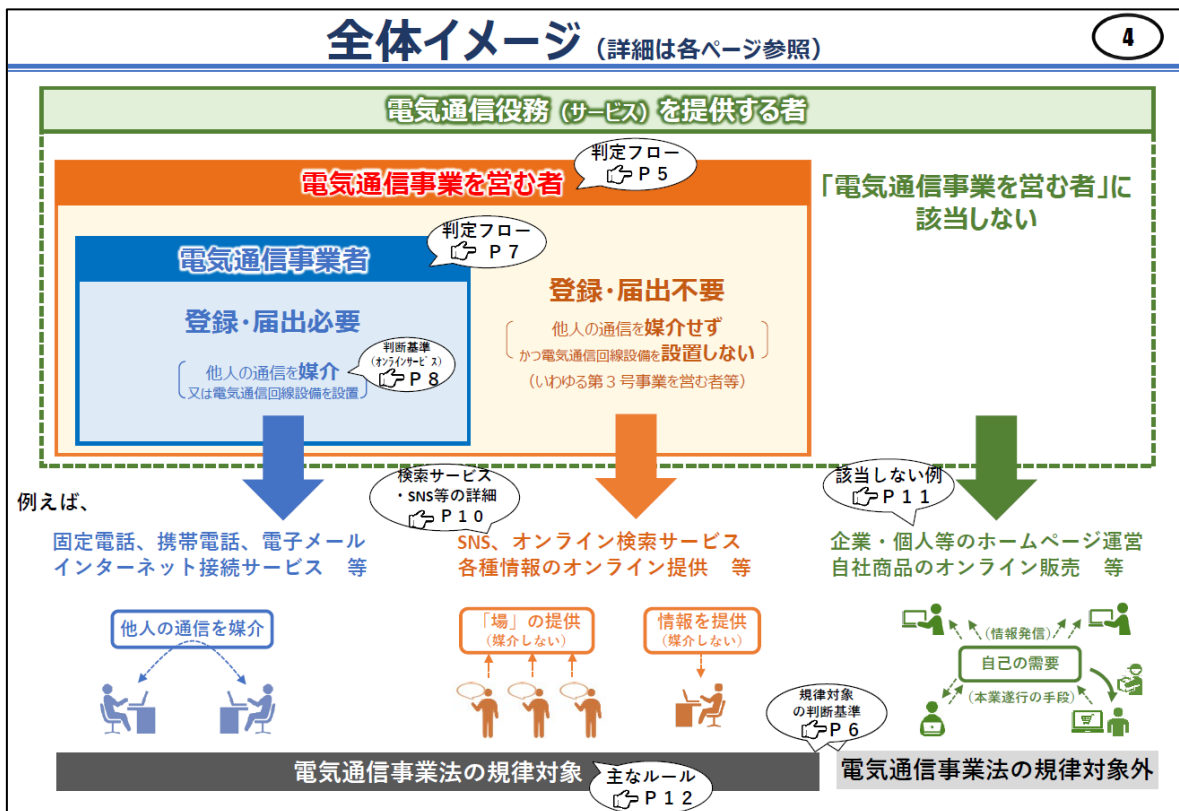 全体イメージ（詳細は各ページ参照）
4
電気通信役務（サービス）を提供する者
電気通信事業を営む者
判定フロー
P 5
「電気通信事業を営む者」に
該当しない
電気通信事業者
判定フロー
P 7
登録・届出必要
他人の通信を媒介
又は電気通信回線設備を設置
判断基準
(オンラインサービス)
P 8
登録・届出不要
他人の通信を媒介せず
かつ電気通信回線設備を設置しない
（いわゆる第３号事業を営む者等）
例えば、
検索サービス
・SNS等の詳細
P 1 0
該当しない例
P 1 1
固定電話、携帯電話、電子メール
インターネット接続サービス　等
SNS、オンライン検索サービス
各種情報のオンライン提供　等
企業・個人等のホームページ運営
自社商品のオンライン販売　等
他人の通信を媒介
「場」の提供
（媒介しない）
情報を提供
（媒介しない）
（情報発信）
自己の需要
（本業遂行の手段）
規律対象
の判断基準
P 6
電気通信事業法の規律対象
主なルール
P 1 2
電気通信事業法の規律対象外